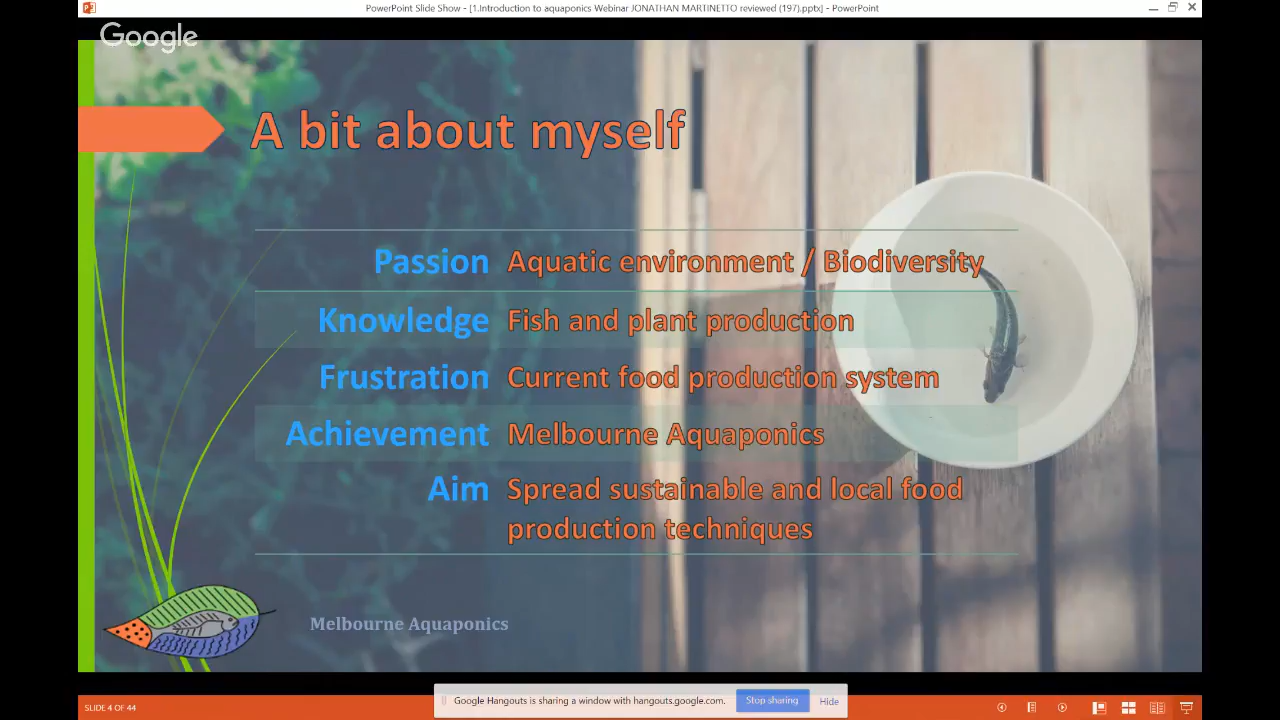 PowerPoint Slide Show - [1.Introduction to aquaponics Webinar JONATHAN MARTINETTO reviewed (197).pptx] - PowerPoint
Google
A bit about myself
Passion Aquatic environment / Biodiversity
Knowledge Fish and plant production
Frustration Current food production system
Achievement Melbourne Aquaponics
Aim Spread sustainable and local food
production techniques
Melbourne Aquaponics
Google Hangouts is sharing a window with hangouts.google.com. Stop sharing Hide
SLIDE 4 OF 44